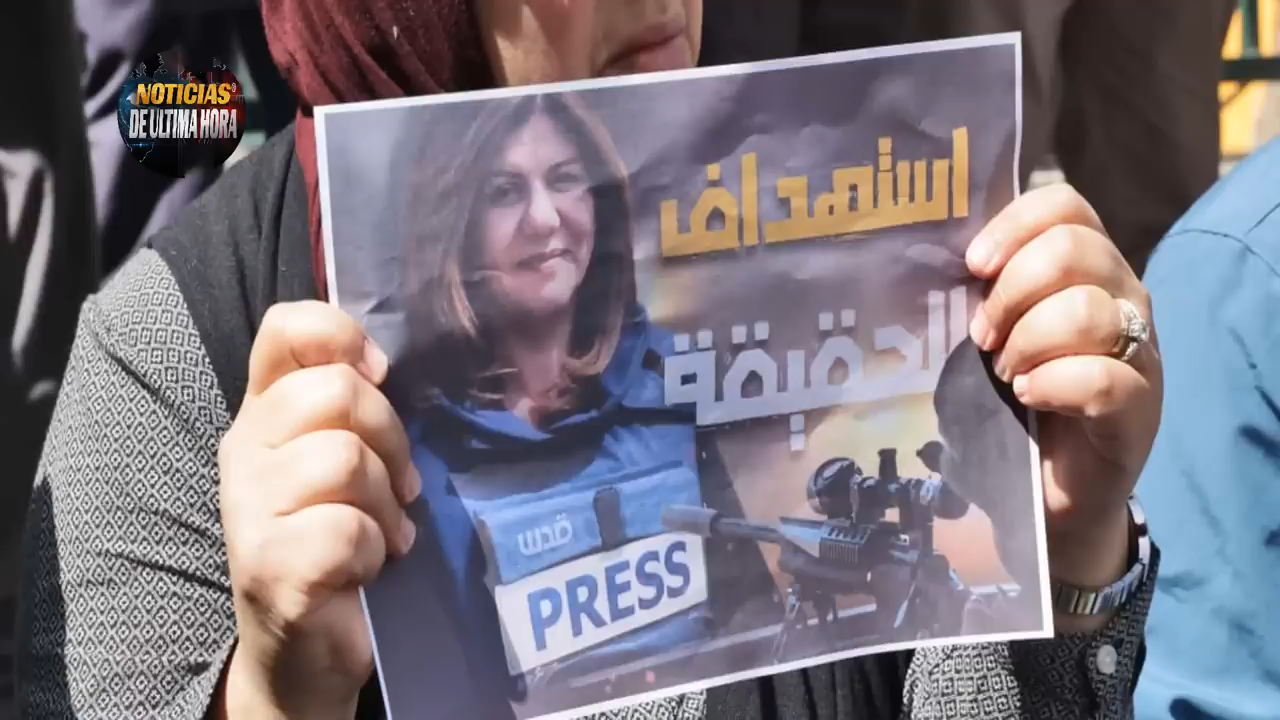 NOTICIAS
DE ULTIMA HORA
استهداف
الحقيقة
قدس
PRESS